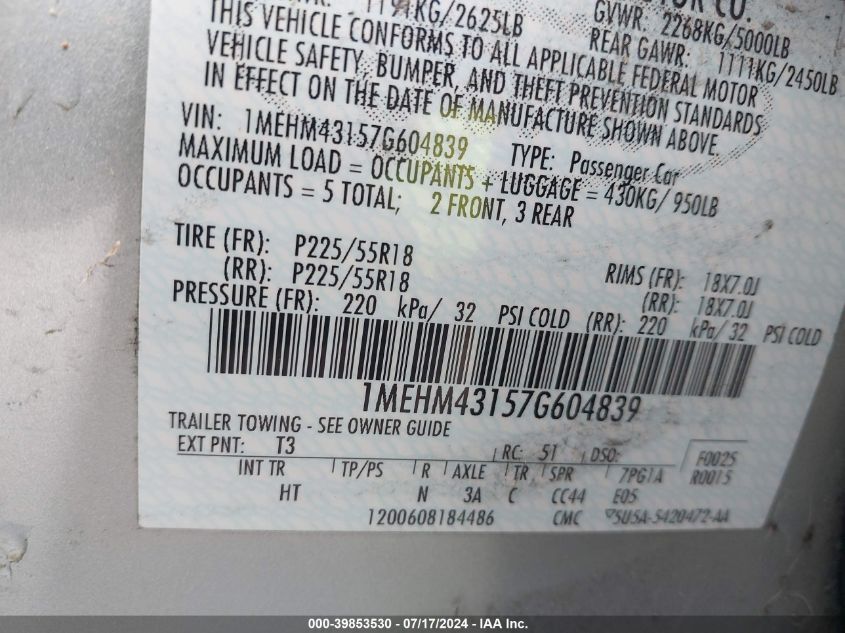 CO.
1191KG/2625LB GVWR: 2268KG/5000LB
REAR GAWR: 1111KG/2450LB
THIS VEHICLE CONFORMS TO ALL APPLICABLE FEDERAL MOTOR
VEHICLE SAFETY, BUMPER, AND THEFT PREVENTION STANDARDS
IN EFFECT ON THE DATE OF MANUFACTURE SHOWN ABOVE
VIN: 1MEHM43157G604839 TYPE: Passenger Car
MAXIMUM LOAD = OCCUPANTS + LUGGAGE = 430KG/ 950LB
OCCUPANTS = 5 TOTAL; 2 FRONT, 3 REAR
TIRE (FR): P225/55R18 RIMS (FR): 18X7.0J
(RR): P225/55R18 (RR): 18X7.0J
PRESSURE (FR): 220 kPa/ 32 PSI COLD (RR): 220 kPa/ 32 PSI COLD
1MEHM43157G604839
TRAILER TOWING - SEE OWNER GUIDE
EXT PNT: T3 RC: 51 DSO: F0025
INT TR TP/PS R AXLE TR SPR 7PG1A R0015
HT N 3A C CC44 E05
1200608184486 CMC 5U5A-5420472-AA
000-39853530 - 07/17/2024 - IAA Inc.